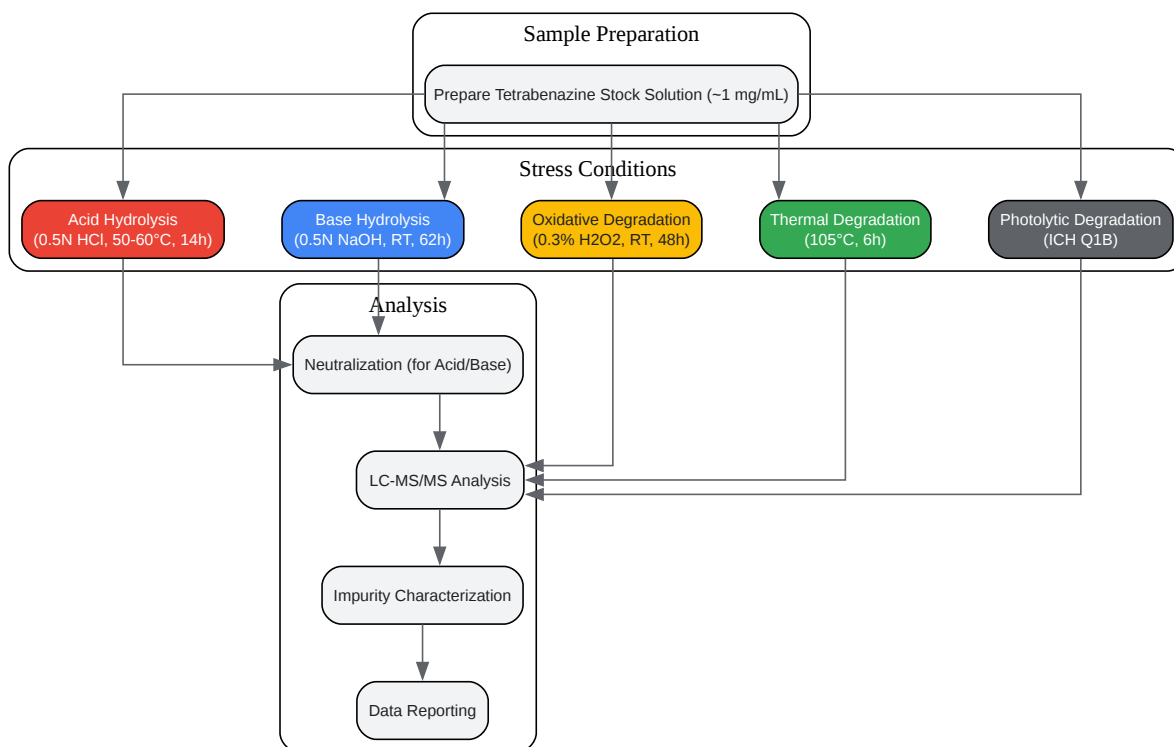 Sample Preparation
Prepare Tetrabenazine Stock Solution (~1 mg/mL)
Stress Conditions
Acid Hydrolysis
(0.5N HCl, 50-60°C, 14h)
Base Hydrolysis
(0.5N NaOH, RT, 62h)
Oxidative Degradation
(0.3% H2O2, RT, 48h)
Thermal Degradation
(105°C, 6h)
Photolytic Degradation
(ICH Q1B)
Analysis
Neutralization (for Acid/Base)
LC-MS/MS Analysis
Impurity Characterization
Data Reporting